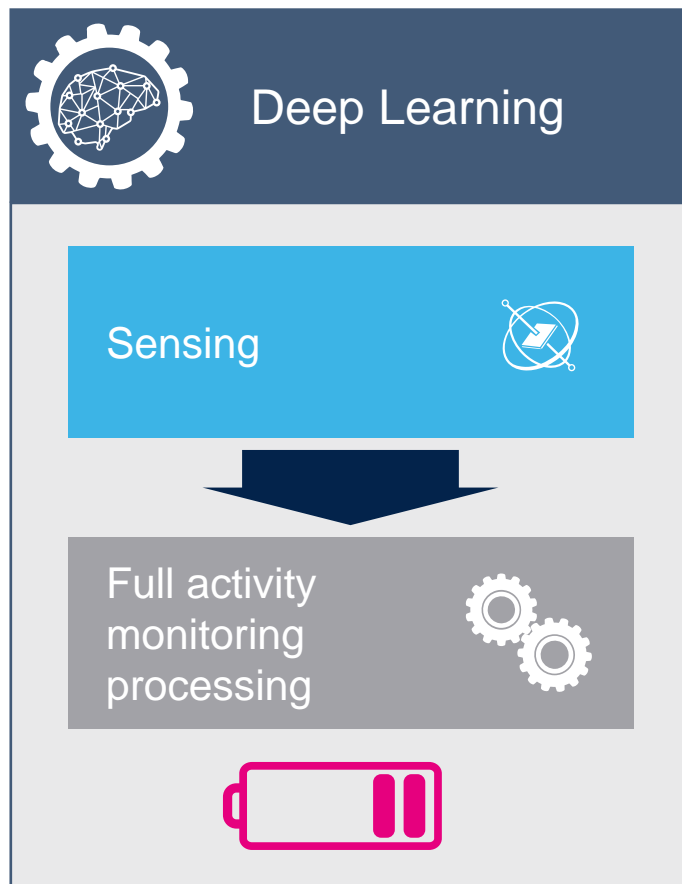 Deep Learning
Sensing
Full activity
monitoring
processing